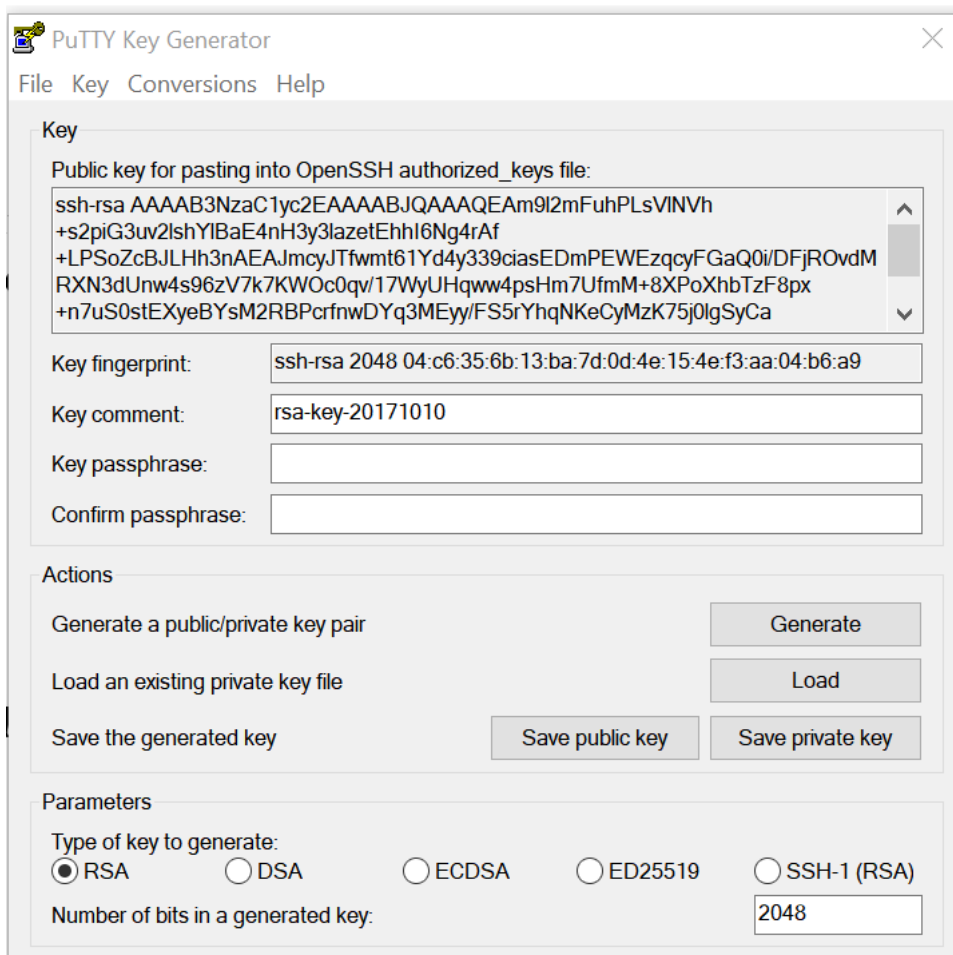 PuTTY Key Generator
File Key Conversions Help
Key
Public key for pasting into OpenSSH authorized_keys file:
ssh-rsa AAAAB3NzaC1yc2EAAAABJQAAAQEAm9l2mFuhPLsVlNVh
+s2piG3uv2lshYlBaE4nH3y3lazetEhhI6Ng4rAf
+LPSoZcBJLHh3nAEAJmcyJTfwmt61Yd4y339ciasEDmPEWEzqcyFGaQ0i/DFjROvdM
RXN3dUnw4s96zV7k7KWOc0qv/17WyUHqww4psHm7UfmM+8XPoXhbTzF8px
+n7uS0stEXyeBYsM2RBPcrfnwDYq3MEyy/FS5rYhqNKeCyMzK75j0lgSyCa
Key fingerprint: ssh-rsa 2048 04:c6:35:6b:13:ba:7d:0d:4e:15:4e:f3:aa:04:b6:a9
Key comment: rsa-key-20171010
Key passphrase:
Confirm passphrase:
Actions
Generate a public/private key pair Generate
Load an existing private key file Load
Save the generated key Save public key Save private key
Parameters
Type of key to generate:
RSA DSA ECDSA ED25519 SSH-1 (RSA)
Number of bits in a generated key: 2048